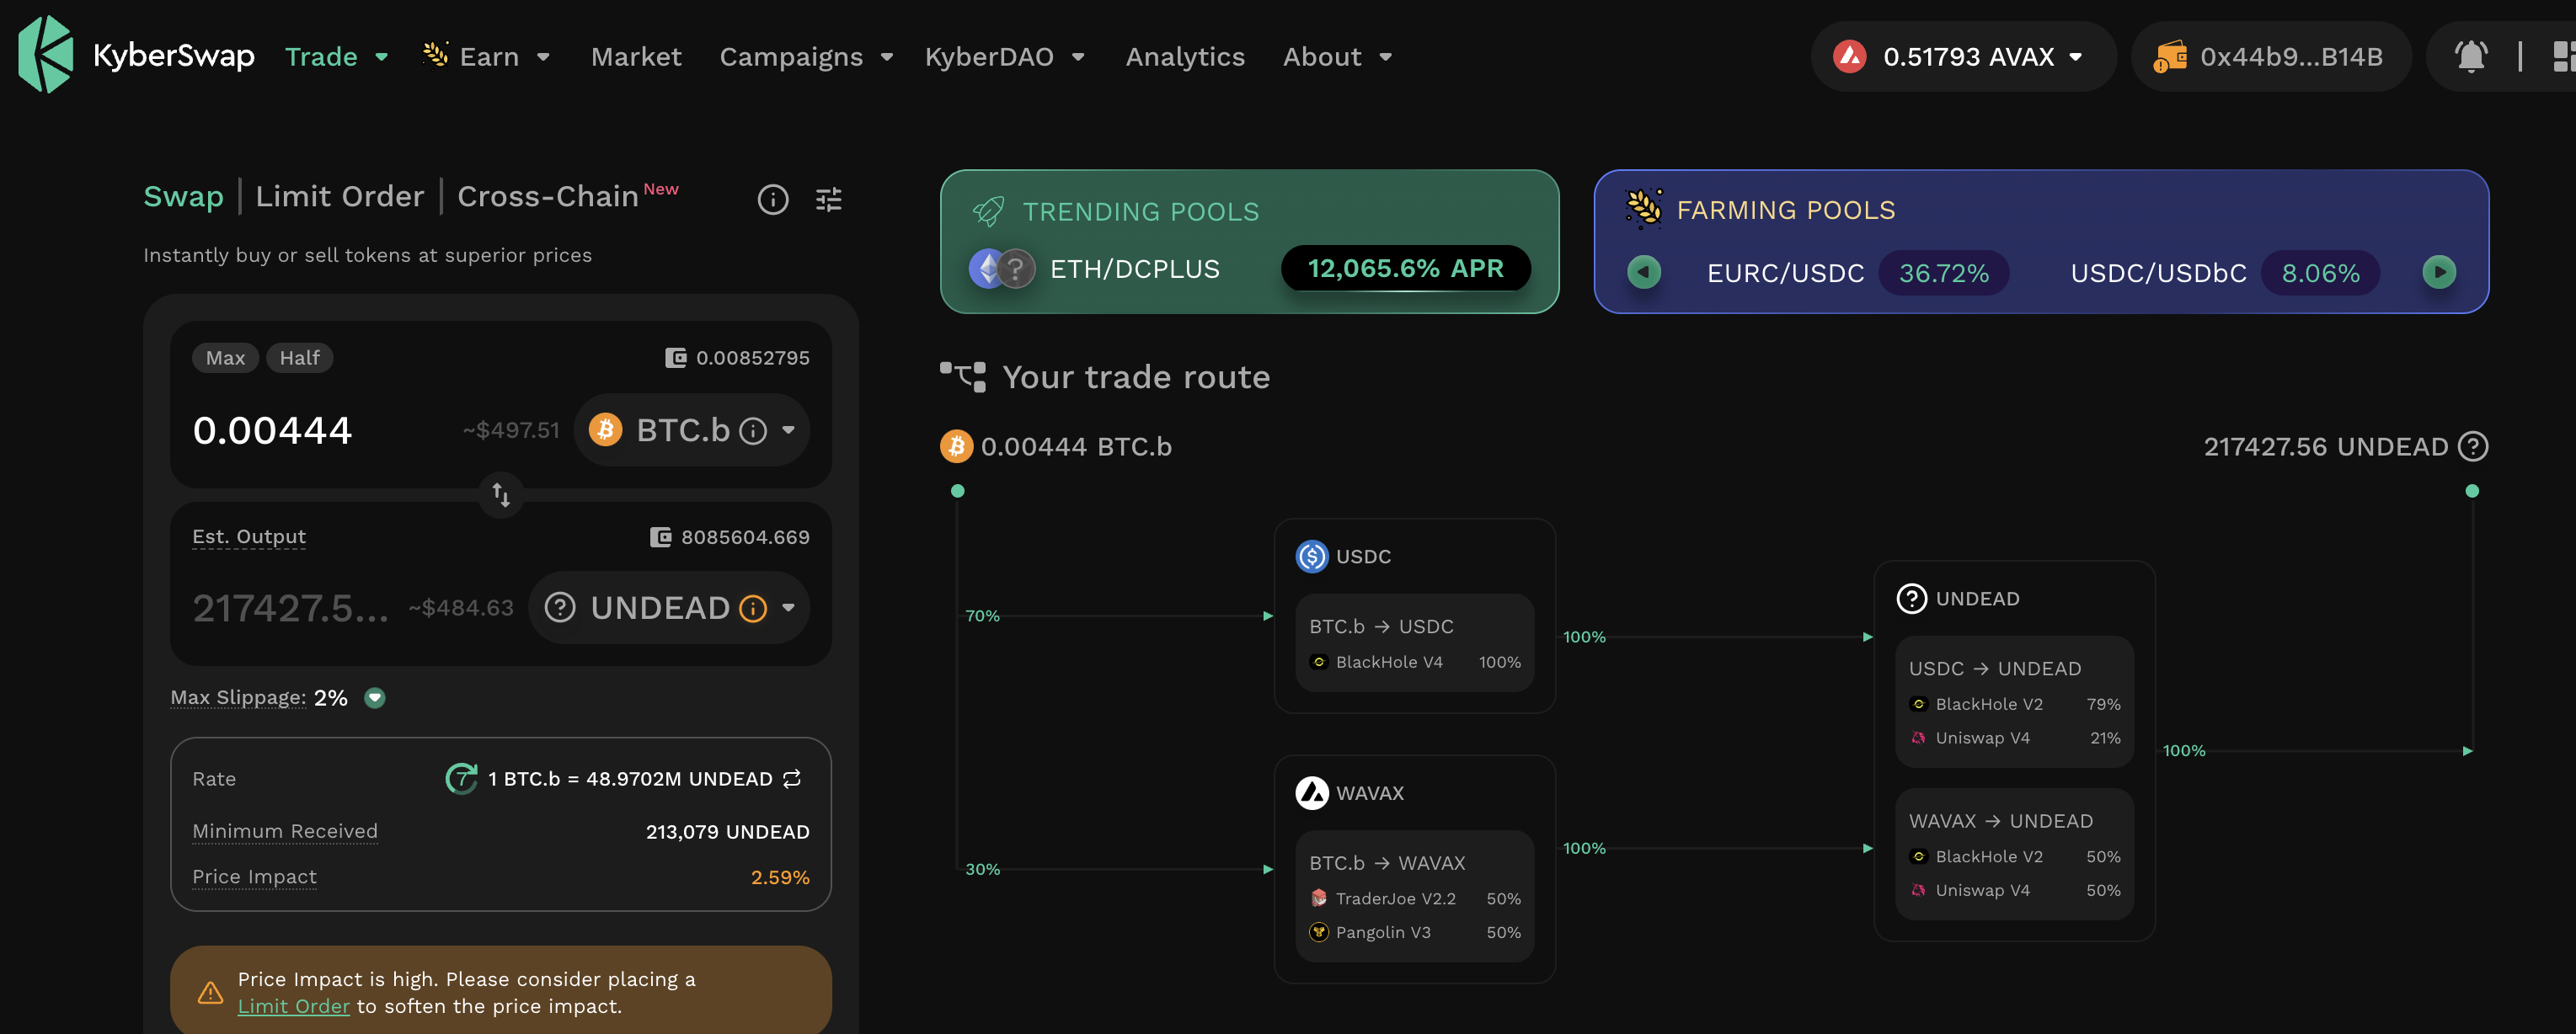 KyberSwap Trade Earn Market Campaigns KyberDAO Analytics About 0.51793 AVAX 0x44b9...B14B
Swap | Limit Order | Cross-Chain New
Instantly buy or sell tokens at superior prices
Max Half 0.00852795
0.00444 ~$497.51 BTC.b
Est. Output 8085604.669
217427.5... ~$484.63 UNDEAD
Max Slippage: 2%
Rate 7 1 BTC.b = 48.9702M UNDEAD
Minimum Received 213,079 UNDEAD
Price Impact 2.59%
Price Impact is high. Please consider placing a
Limit Order to soften the price impact.
TRENDING POOLS
ETH/DCPLUS 12,065.6% APR
FARMING POOLS
EURC/USDC 36.72% USDC/USDbC 8.06%
Your trade route
0.00444 BTC.b 217427.56 UNDEAD
70%
USDC
BTC.b → USDC
BlackHole V4 100%
100%
30%
WAVAX
BTC.b → WAVAX
TraderJoe V2.2 50%
Pangolin V3 50%
100%
UNDEAD
USDC → UNDEAD
BlackHole V2 79%
Uniswap V4 21%
WAVAX → UNDEAD
BlackHole V2 50%
Uniswap V4 50%
100%